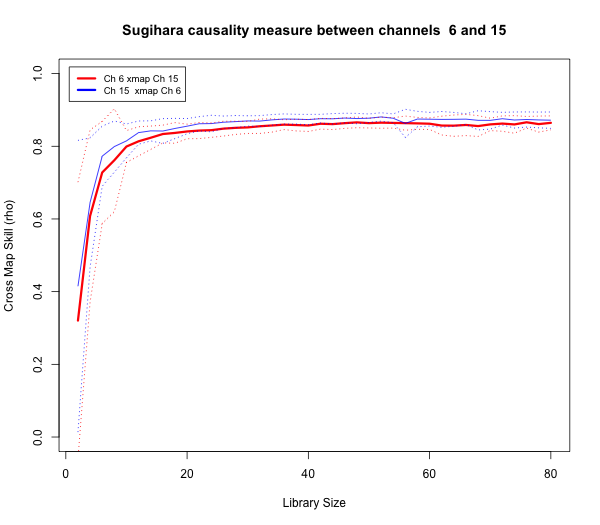 Sugihara causality measure between channels  6 and 15
Ch 6 xmap Ch 15
Ch 15  xmap Ch 6
Cross Map Skill (rho)
1.0
0.8
0.6
0.4
0.2
0.0
0 20 40 60 80
Library Size